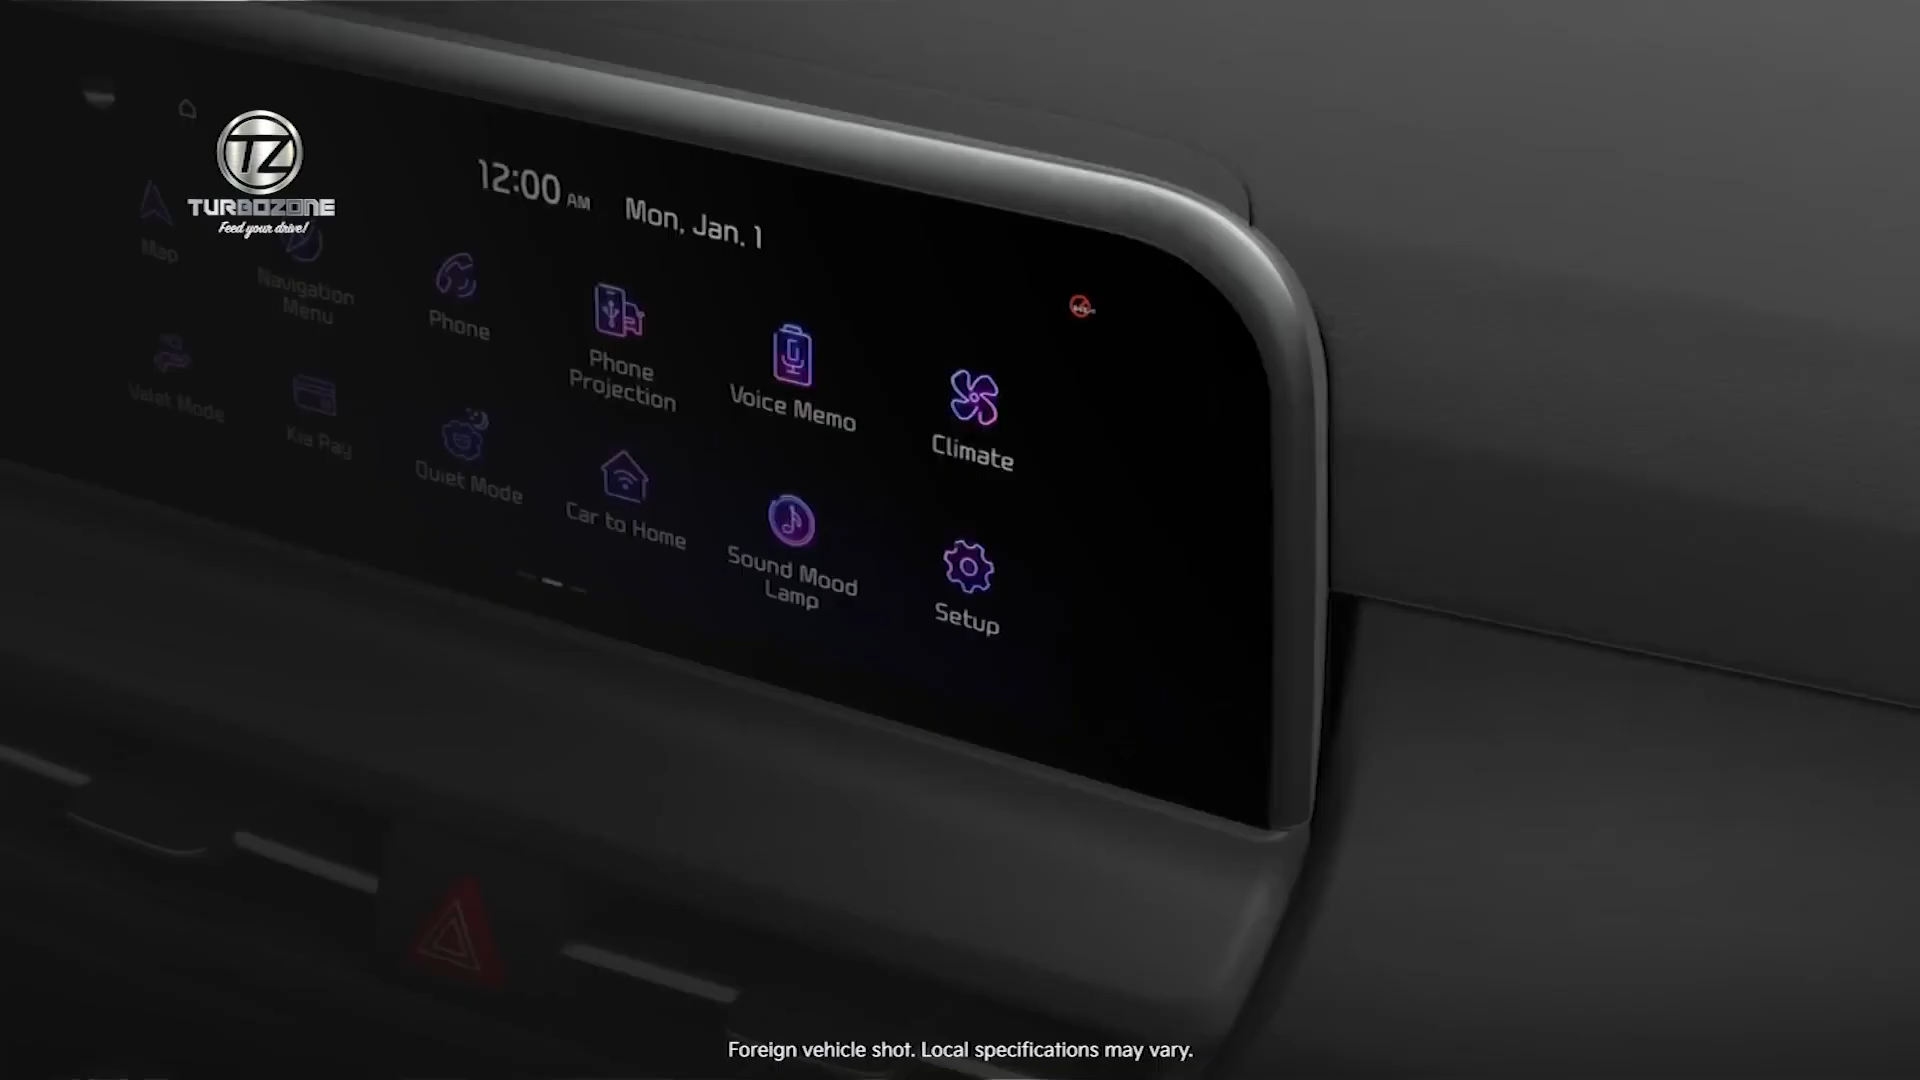 TZ
TURBOZONE
Feed your drive!
12:00 AM Mon, Jan. 1
Map
Navigation
Menu
Phone
Phone
Projection
Voice Memo
Climate
Valet Mode
Kia Pay
Quiet Mode
Car to Home
Sound Mood
Lamp
Setup
Foreign vehicle shot. Local specifications may vary.